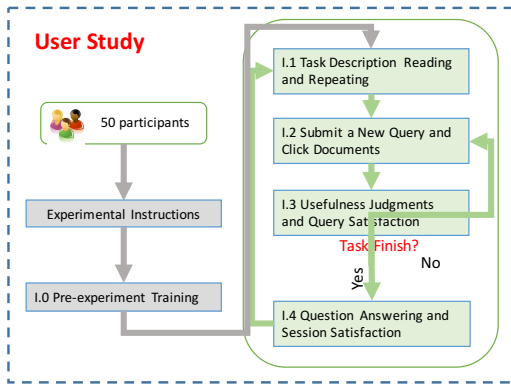 User Study
50 participants
Experimental Instructions
I.0 Pre-experiment Training
I.1 Task Description Reading
and Repeating
I.2 Submit a New Query and
Click Documents
I.3 Usefulness Judgments
and Query Satisfaction
Task Finish?
Yes
No
I.4 Question Answering and
Session Satisfaction